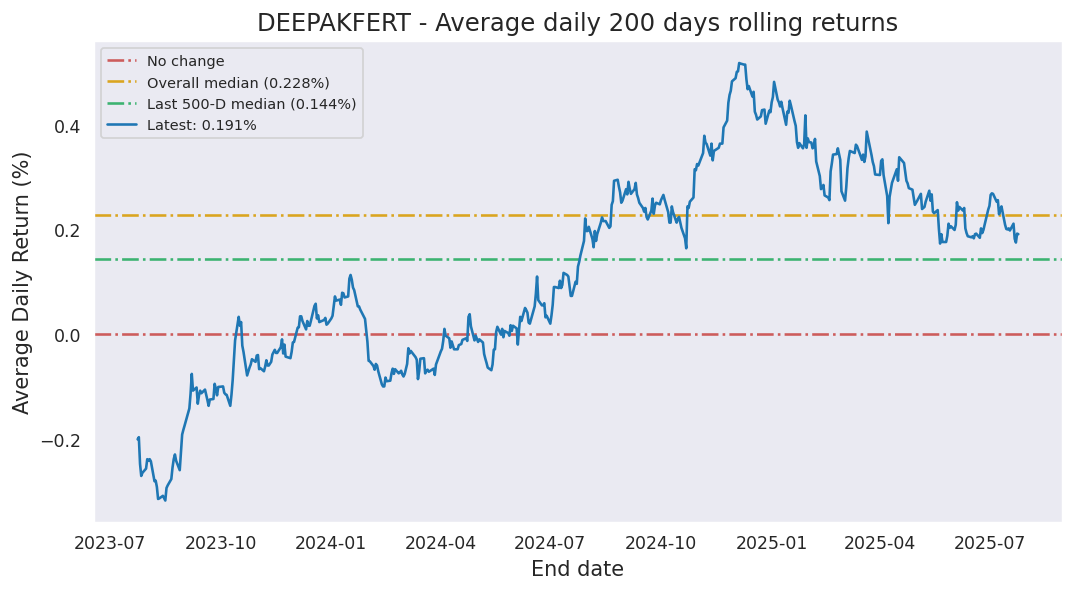 DEEPAKFERT - Average daily 200 days rolling returns
No change
Overall median (0.228%)
Last 500-D median (0.144%)
Latest: 0.191%
Average Daily Return (%)
0.4
0.2
0.0
−0.2
2023-07 2023-10 2024-01 2024-04 2024-07 2024-10 2025-01 2025-04 2025-07
End date